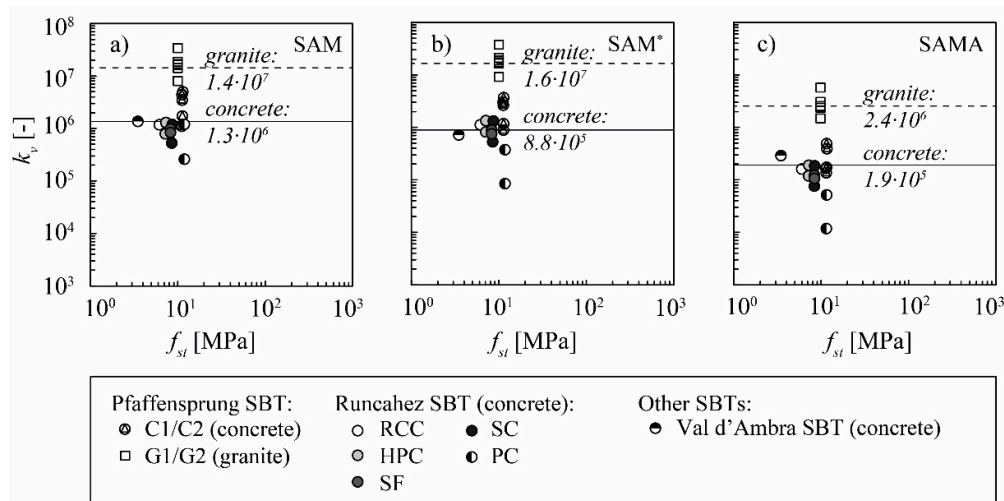 a) SAM
granite:
1.4·10⁷
concrete:
1.3·10⁶
b) SAM*
granite:
1.6·10⁷
concrete:
8.8·10⁵
c) SAMA
granite:
2.4·10⁶
concrete:
1.9·10⁵
k_v [-]
10⁸
10⁷
10⁶
10⁵
10⁴
10³
10⁰ 10¹ 10² 10³
10⁰ 10¹ 10² 10³
10⁰ 10¹ 10² 10³
f_st [MPa]
f_st [MPa]
f_st [MPa]
Pfaffensprung SBT:
C1/C2 (concrete)
G1/G2 (granite)
Runcahez SBT (concrete):
RCC
HPC
SF
SC
PC
Other SBTs:
Val d'Ambra SBT (concrete)